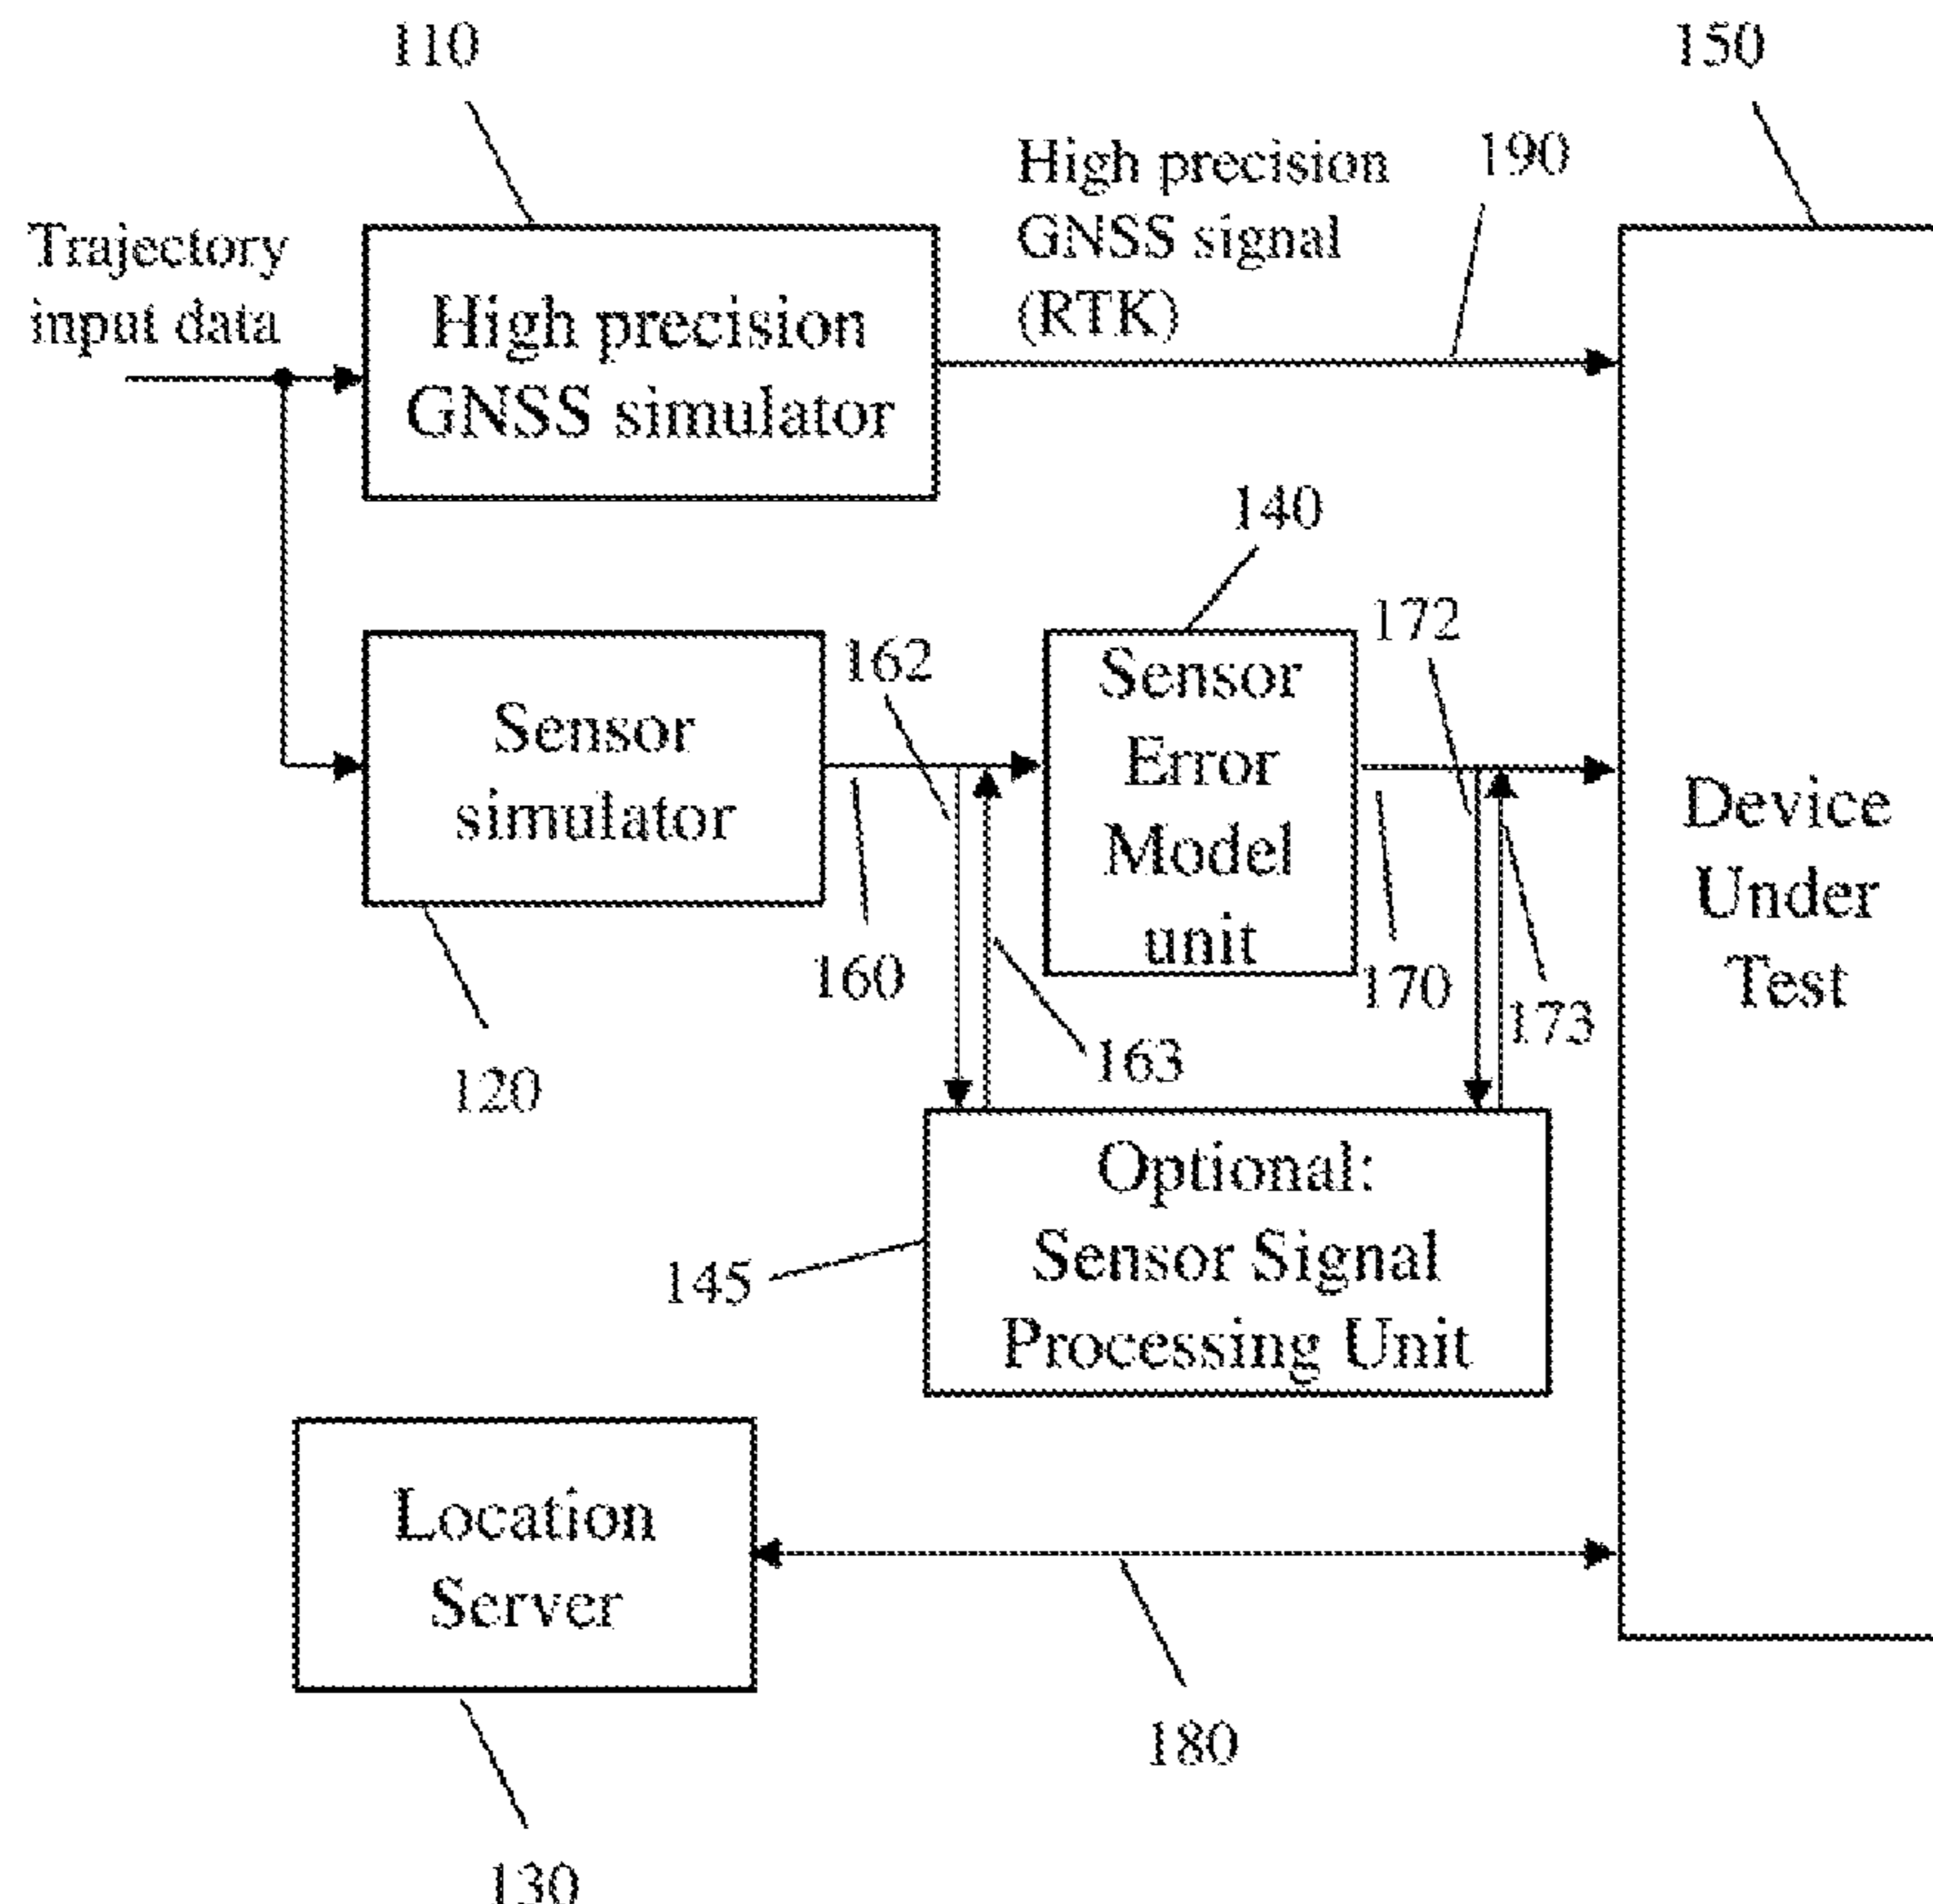 110
150
High precision
GNSS signal
(RTK)
190
Trajectory
input data
High precision
GNSS simulator
140
172
162
Sensor
Error
Model
unit
Sensor
simulator
Device
Under
Test
160
170
173
163
120
Optional:
Sensor Signal
Processing Unit
145
Location
Server
180
130